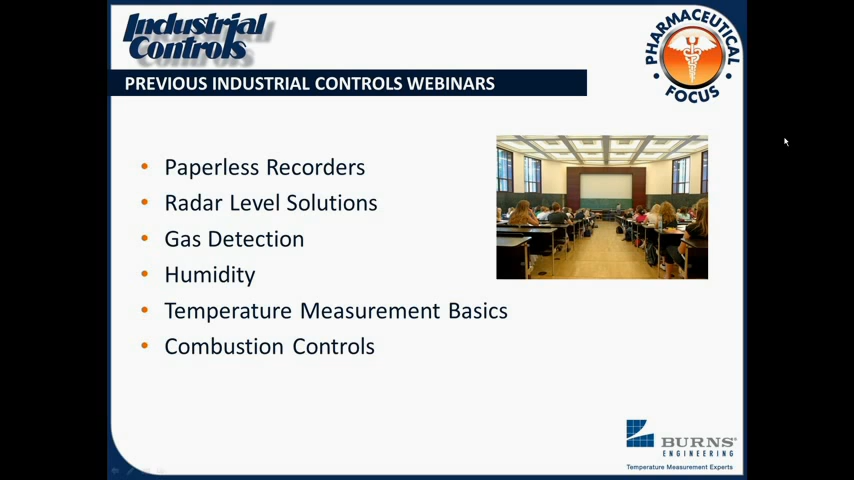 Industrial
Controls
PHARMACEUTICAL
FOCUS
PREVIOUS INDUSTRIAL CONTROLS WEBINARS
• Paperless Recorders
• Radar Level Solutions
• Gas Detection
• Humidity
• Temperature Measurement Basics
• Combustion Controls
BURNS®
ENGINEERING
Temperature Measurement Experts